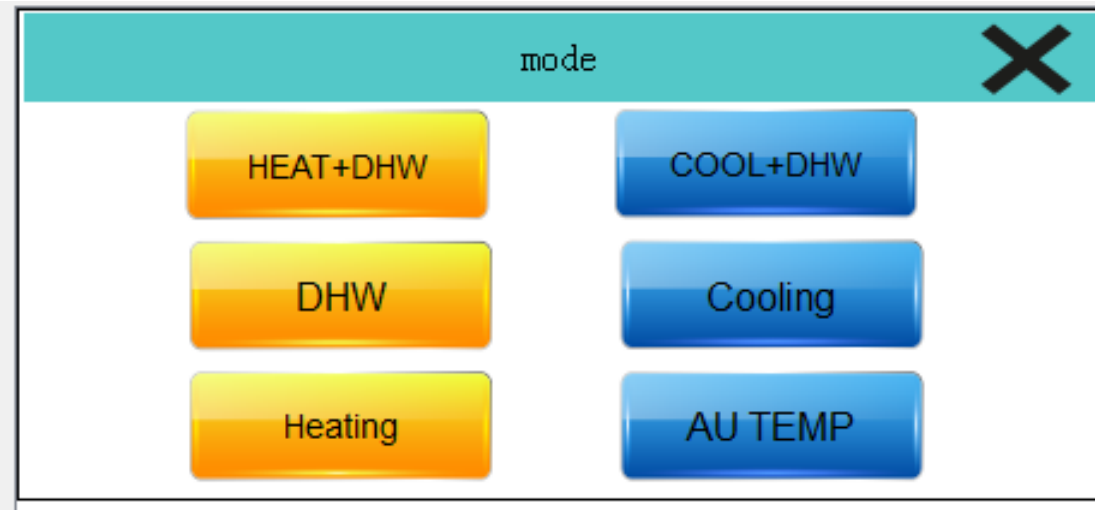 mode
HEAT+DHW
COOL+DHW
DHW
Cooling
Heating
AU TEMP